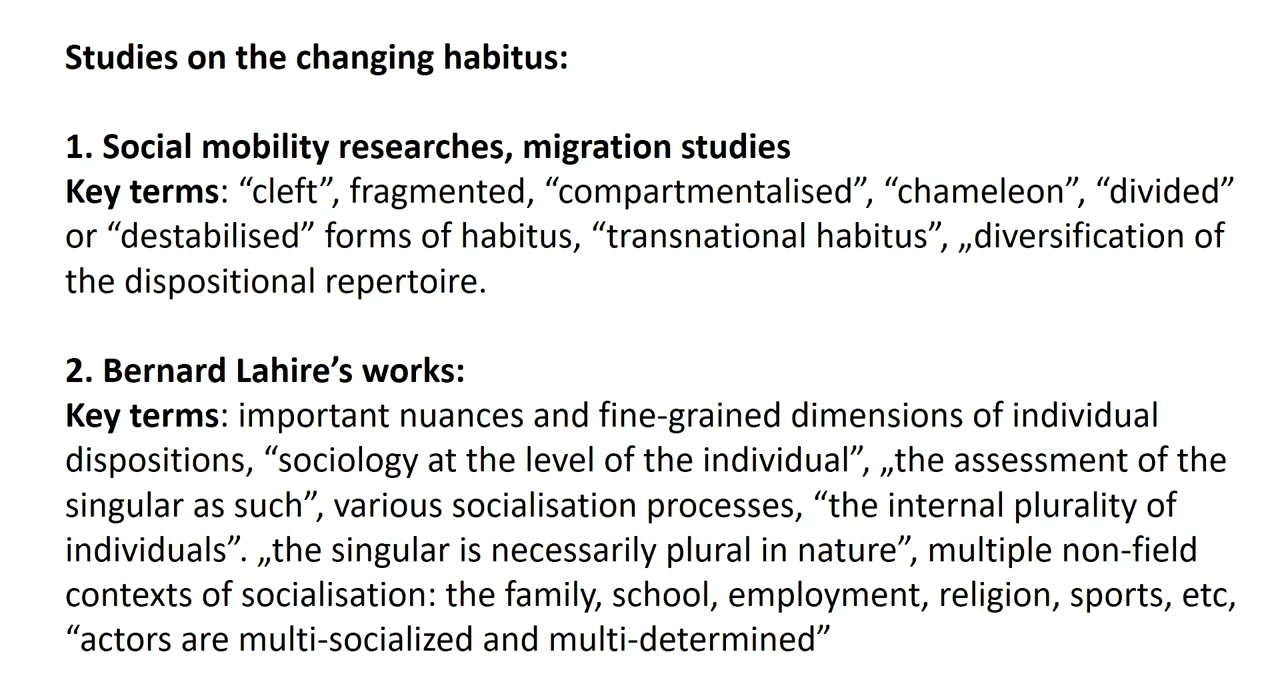 Studies on the changing habitus:
1. Social mobility researches, migration studies
Key terms: “cleft”, fragmented, “compartmentalised”, “chameleon”, “divided”
or “destabilised” forms of habitus, “transnational habitus”, „diversification of
the dispositional repertoire.
2. Bernard Lahire’s works:
Key terms: important nuances and fine-grained dimensions of individual
dispositions, “sociology at the level of the individual”, „the assessment of the
singular as such”, various socialisation processes, “the internal plurality of
individuals”. „the singular is necessarily plural in nature”, multiple non-field
contexts of socialisation: the family, school, employment, religion, sports, etc,
“actors are multi-socialized and multi-determined”